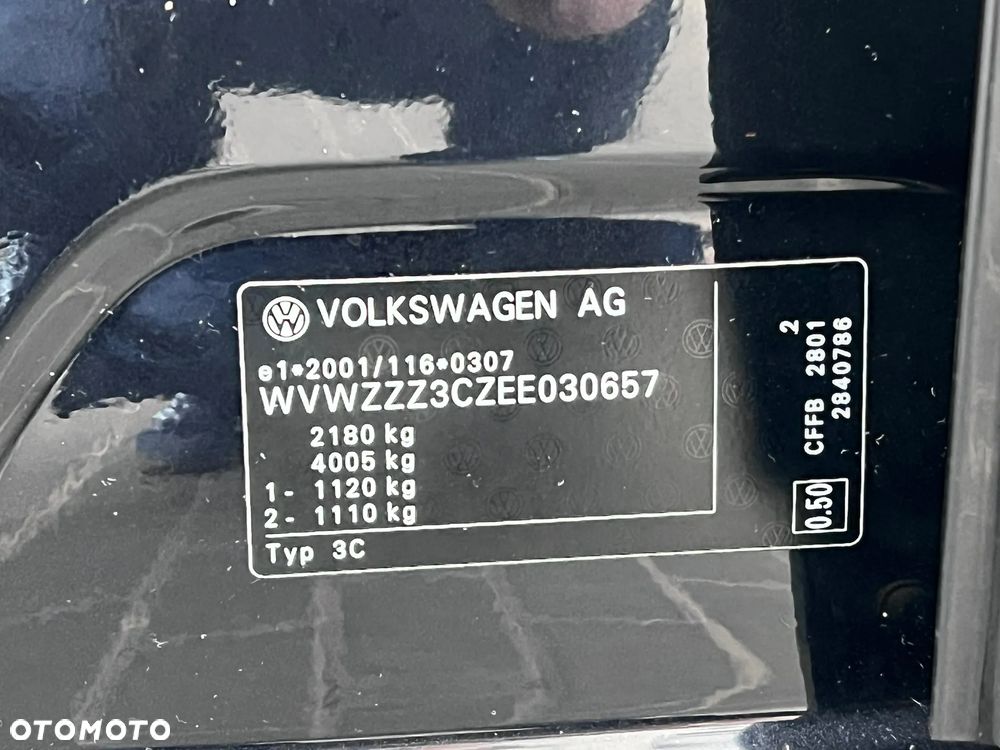 VOLKSWAGEN AG
e1*2001/116*0307
WVWZZZ3CZEE030657
2180 kg
4005 kg
1- 1120 kg
2- 1110 kg
Typ 3C
2
CFFB 2801
2840786
0.50
OTOMOTO